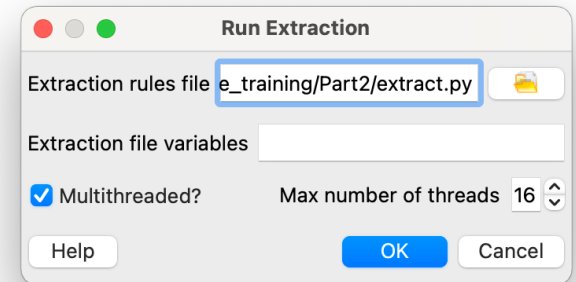 Run Extraction
Extraction rules file e_training/Part2/extract.py
Extraction file variables
Multithreaded? Max number of threads 16
Help OK Cancel